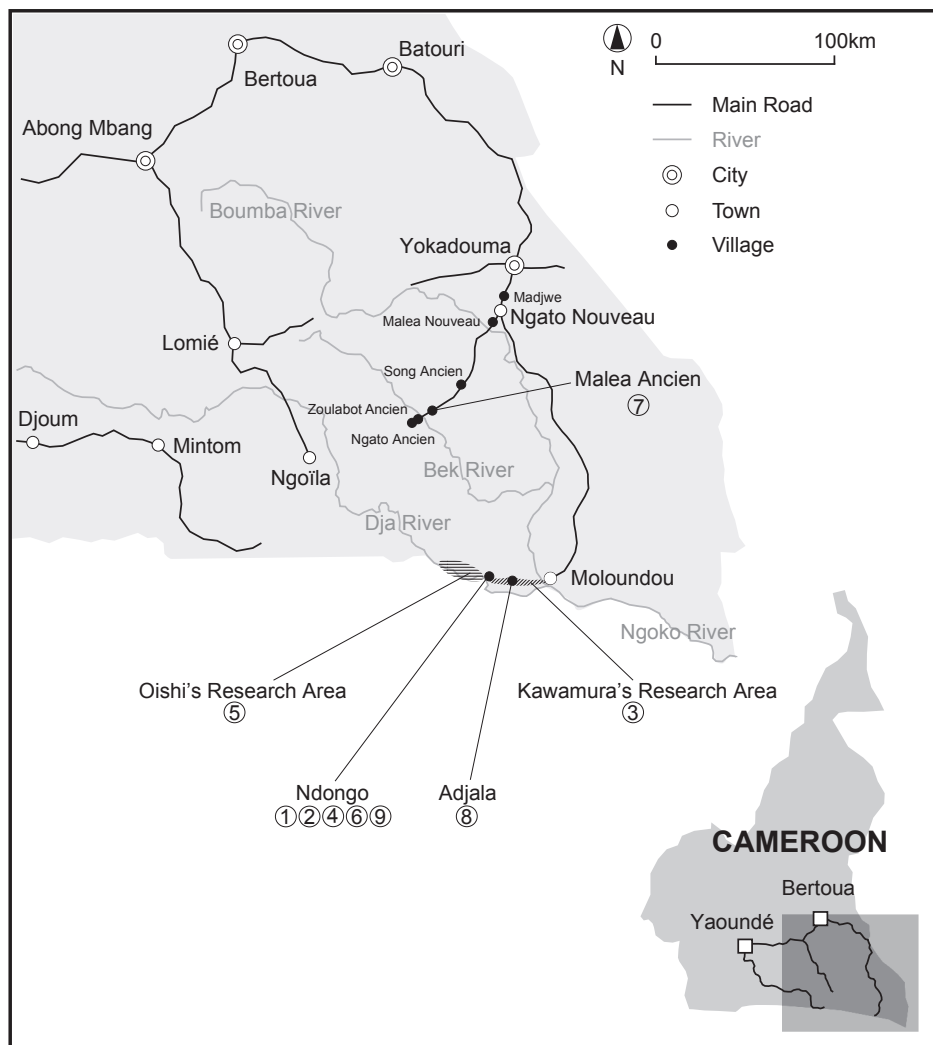 Batouri
Bertoua
0 100km
N
Main Road
River
City
Town
Village
Abong Mbang
Boumba River
Yokadouma
Madjwe
Ngato Nouveau
Malea Nouveau
Lomié
Song Ancien
Malea Ancien
⑦
Zoulabot Ancien
Ngato Ancien
Djoum
Mintom
Ngoïla
Bek River
Dja River
Moloundou
Ngoko River
Oishi's Research Area
⑤
Kawamura's Research Area
③
Ndongo
①②④⑥⑨
Adjala
⑧
CAMEROON
Bertoua
Yaoundé